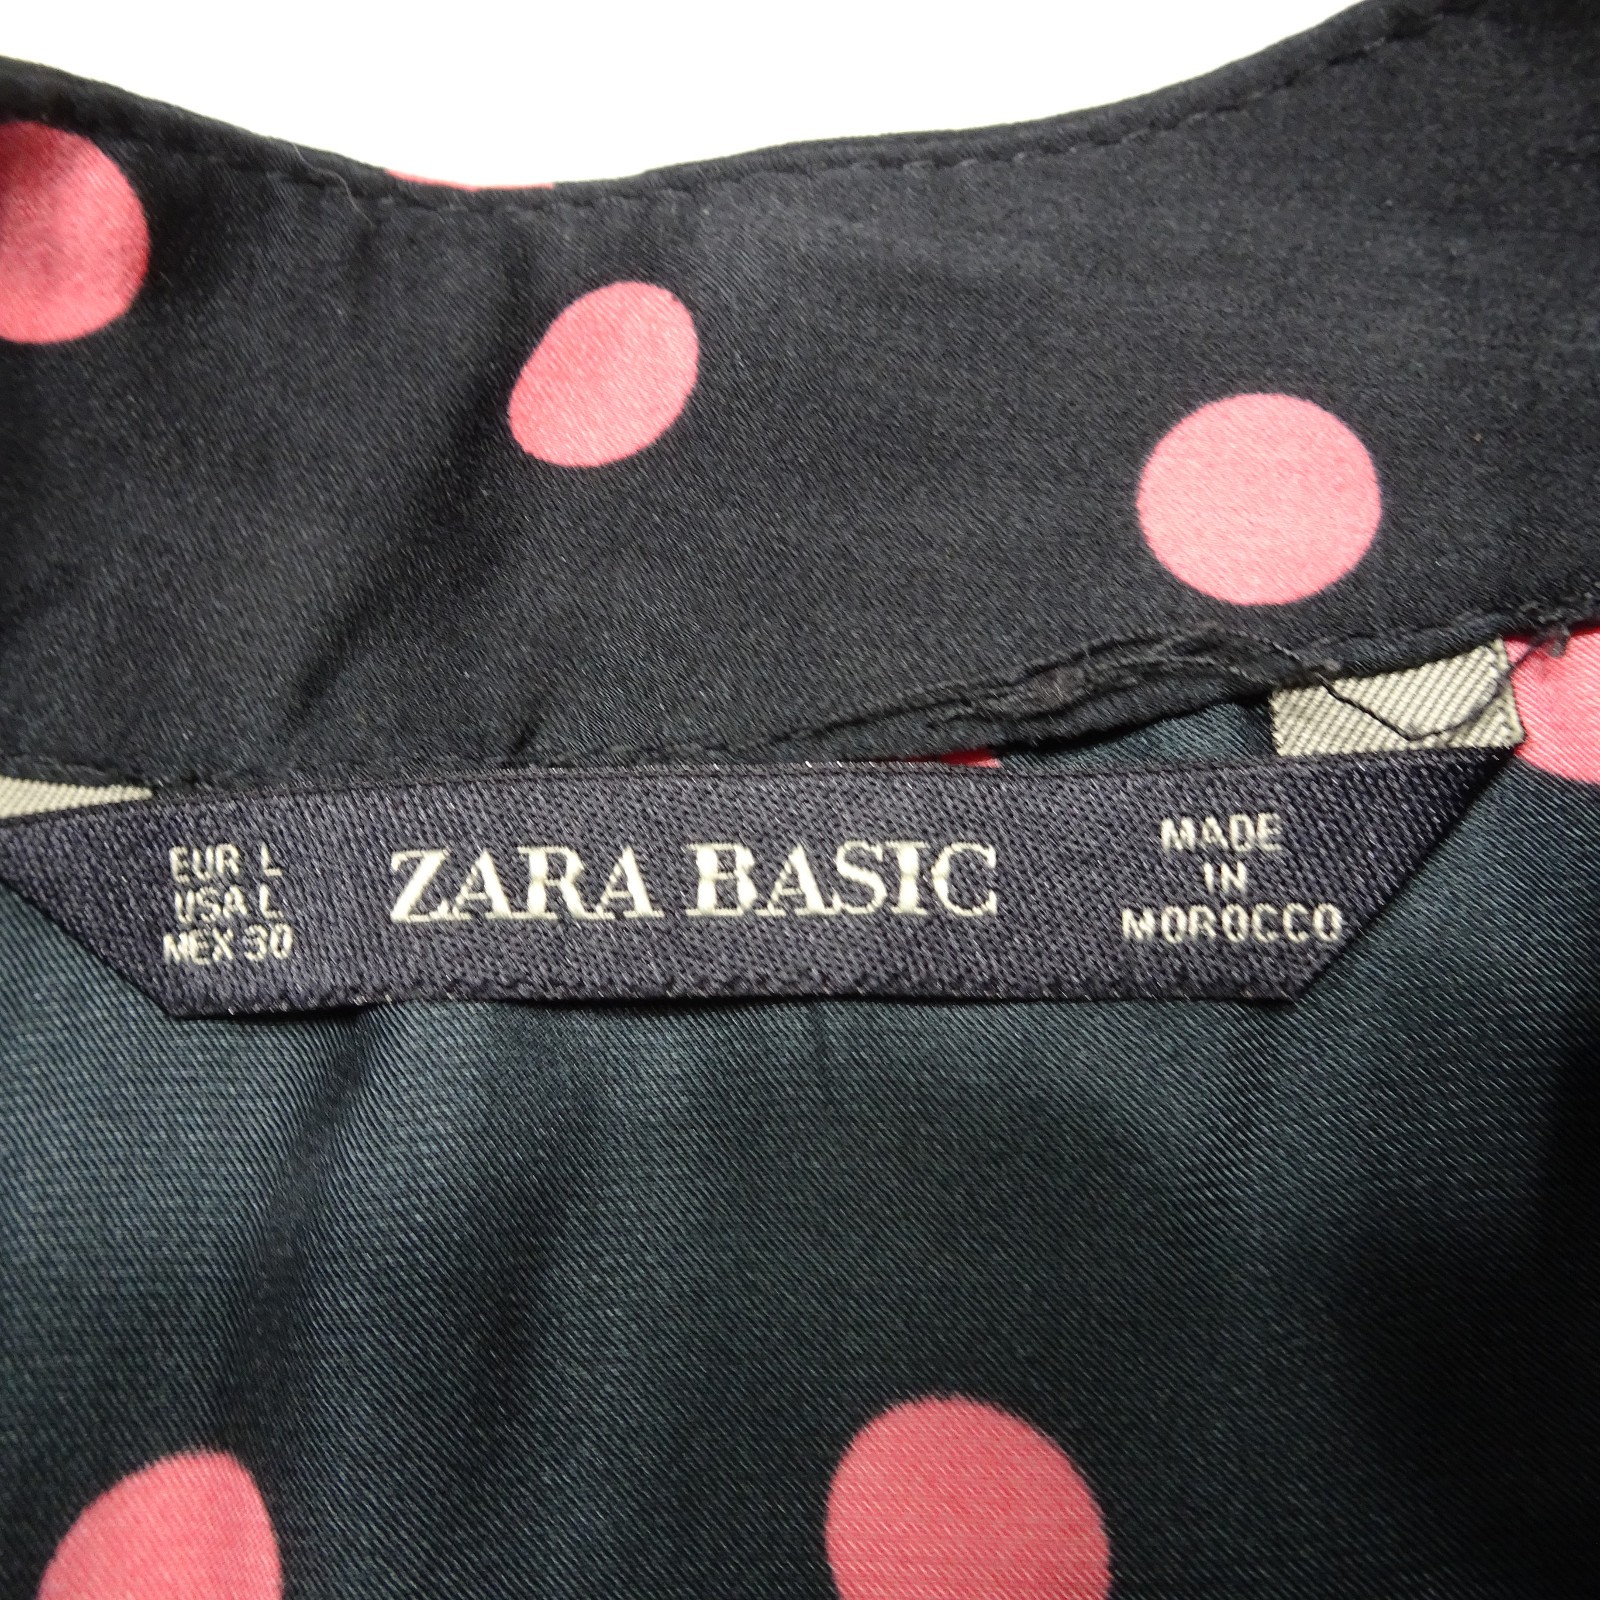 EUR L
USA L
MEX 30
ZARA BASIC
MADE
IN
MOROCCO